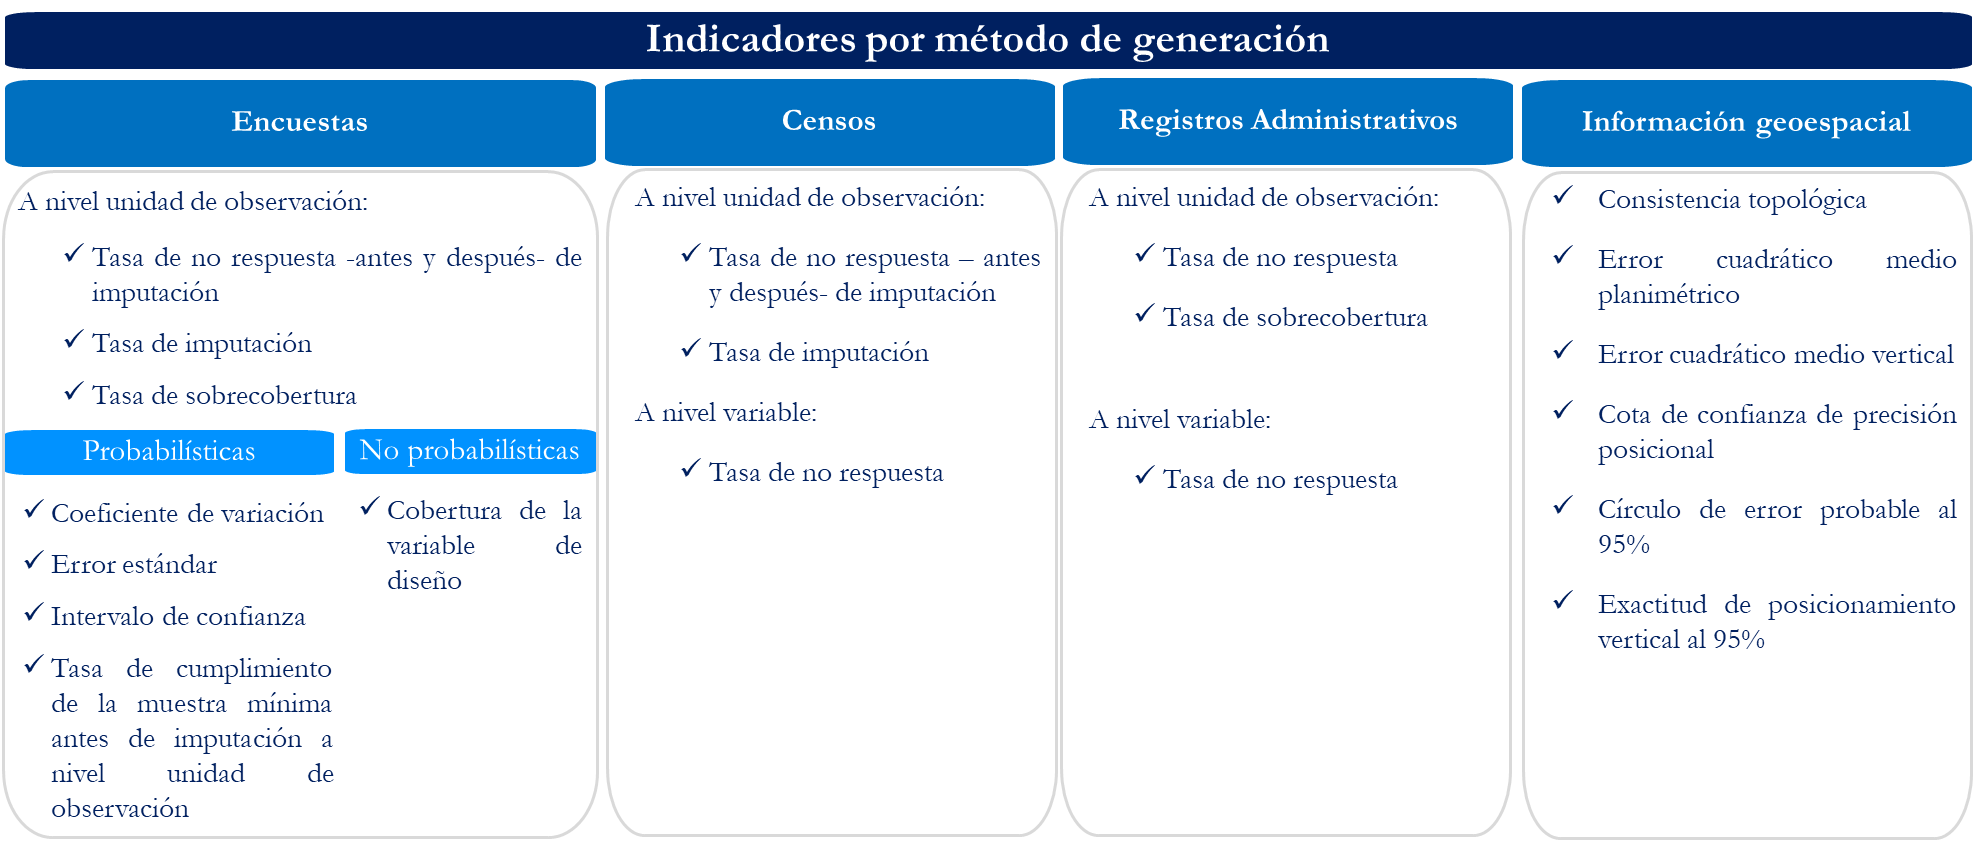 Indicadores por método de generación
Encuestas
A nivel unidad de observación:
✓ Tasa de no respuesta -antes y después- de
imputación
✓ Tasa de imputación
✓ Tasa de sobrecobertura
Probabilísticas
✓ Coeficiente de variación
✓ Error estándar
✓ Intervalo de confianza
✓ Tasa de cumplimiento
de la muestra mínima
antes de imputación a
nivel unidad de
observación
No probabilísticas
✓ Cobertura de la
variable de
diseño
Censos
A nivel unidad de observación:
✓ Tasa de no respuesta – antes
y después- de imputación
✓ Tasa de imputación
A nivel variable:
✓ Tasa de no respuesta
Registros Administrativos
A nivel unidad de observación:
✓ Tasa de no respuesta
✓ Tasa de sobrecobertura
A nivel variable:
✓ Tasa de no respuesta
Información geoespacial
✓ Consistencia topológica
✓ Error cuadrático medio
planimétrico
✓ Error cuadrático medio vertical
✓ Cota de confianza de precisión
posicional
✓ Círculo de error probable al
95%
✓ Exactitud de posicionamiento
vertical al 95%